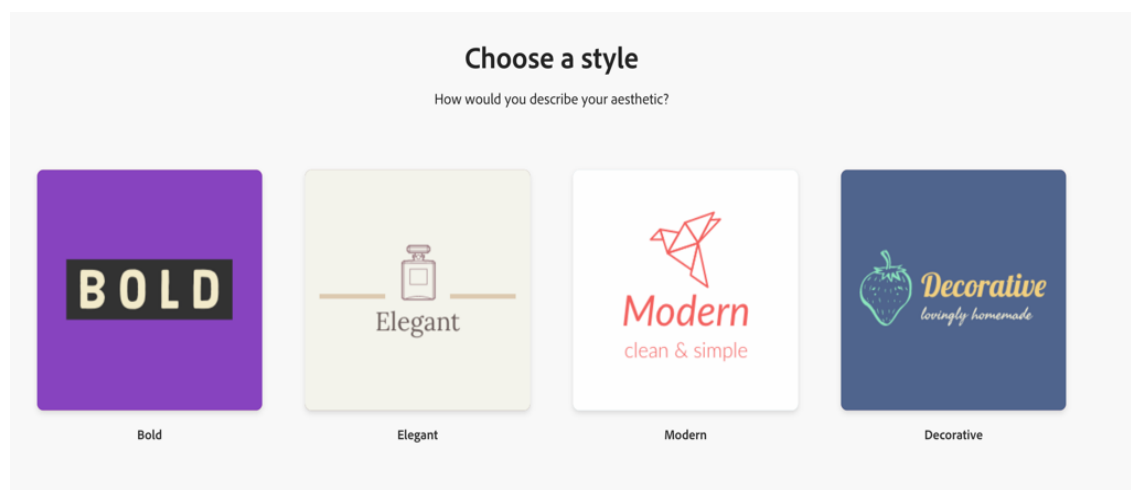 Choose a style
How would you describe your aesthetic?
BOLD
Elegant
Modern
clean & simple
Decorative
lovingly homemade
Bold
Elegant
Modern
Decorative